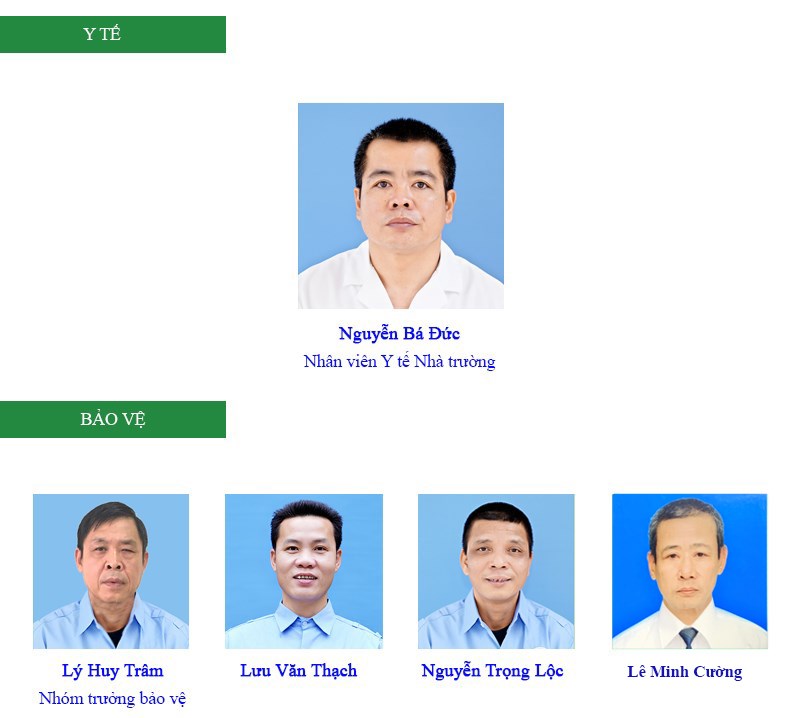 Y TẾ
Nguyễn Bá Đức
Nhân viên Y tế Nhà trường
BẢO VỆ
Lý Huy Trâm
Nhóm trưởng bảo vệ
Lưu Văn Thạch
Nguyễn Trọng Lộc
Lê Minh Cường